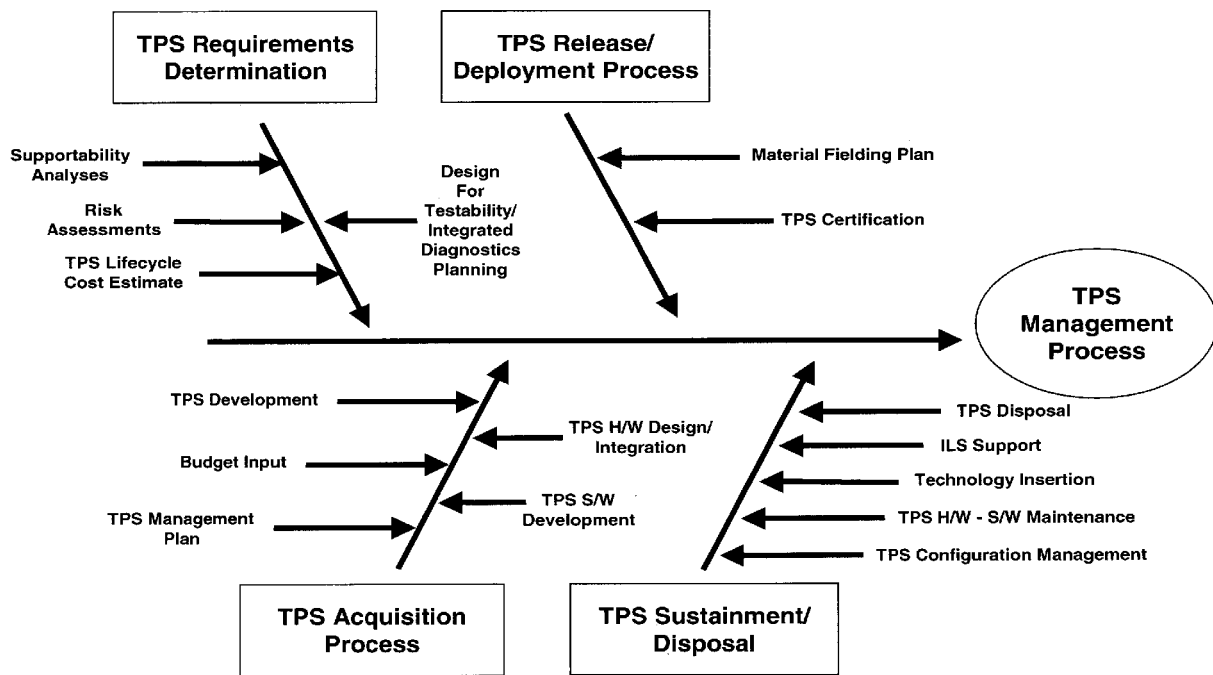 TPS Requirements
Determination
TPS Release/
Deployment Process
Supportability
Analyses
Risk
Assessments
TPS Lifecycle
Cost Estimate
Design
For
Testability/
Integrated
Diagnostics
Planning
Material Fielding Plan
TPS Certification
TPS
Management
Process
TPS Development
Budget Input
TPS Management
Plan
TPS H/W Design/
Integration
TPS S/W
Development
TPS Disposal
ILS Support
Technology Insertion
TPS H/W - S/W Maintenance
TPS Configuration Management
TPS Acquisition
Process
TPS Sustainment/
Disposal